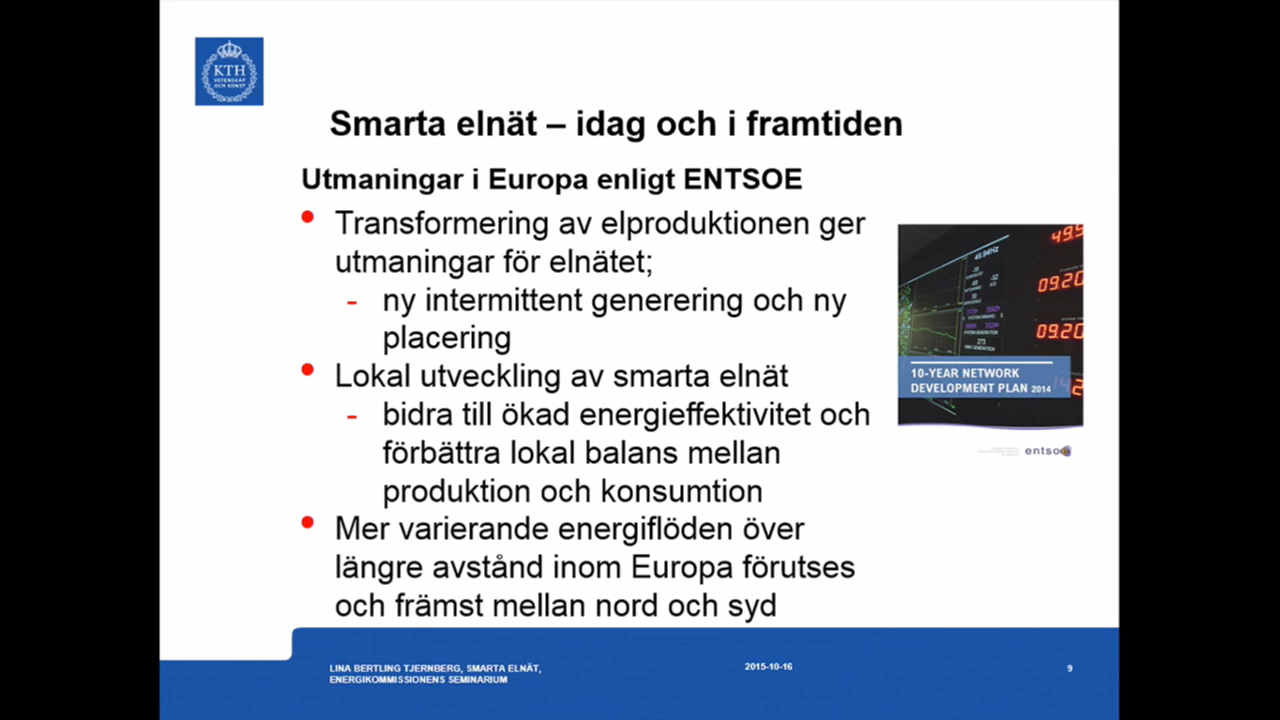 KTH
VETENSKAP
OCH KONST
Smarta elnät – idag och i framtiden
Utmaningar i Europa enligt ENTSOE
• Transformering av elproduktionen ger
utmaningar för elnätet;
- ny intermittent generering och ny
placering
• Lokal utveckling av smarta elnät
- bidra till ökad energieffektivitet och
förbättra lokal balans mellan
produktion och konsumtion
• Mer varierande energiflöden över
längre avstånd inom Europa förutses
och främst mellan nord och syd
49.5
49.94Hz
09.20
09.20
10-YEAR NETWORK
DEVELOPMENT PLAN 2014
entsoe
LINA BERTLING TJERNBERG, SMARTA ELNÄT,
ENERGIKOMMISSIONENS SEMINARIUM
2015-10-16
9